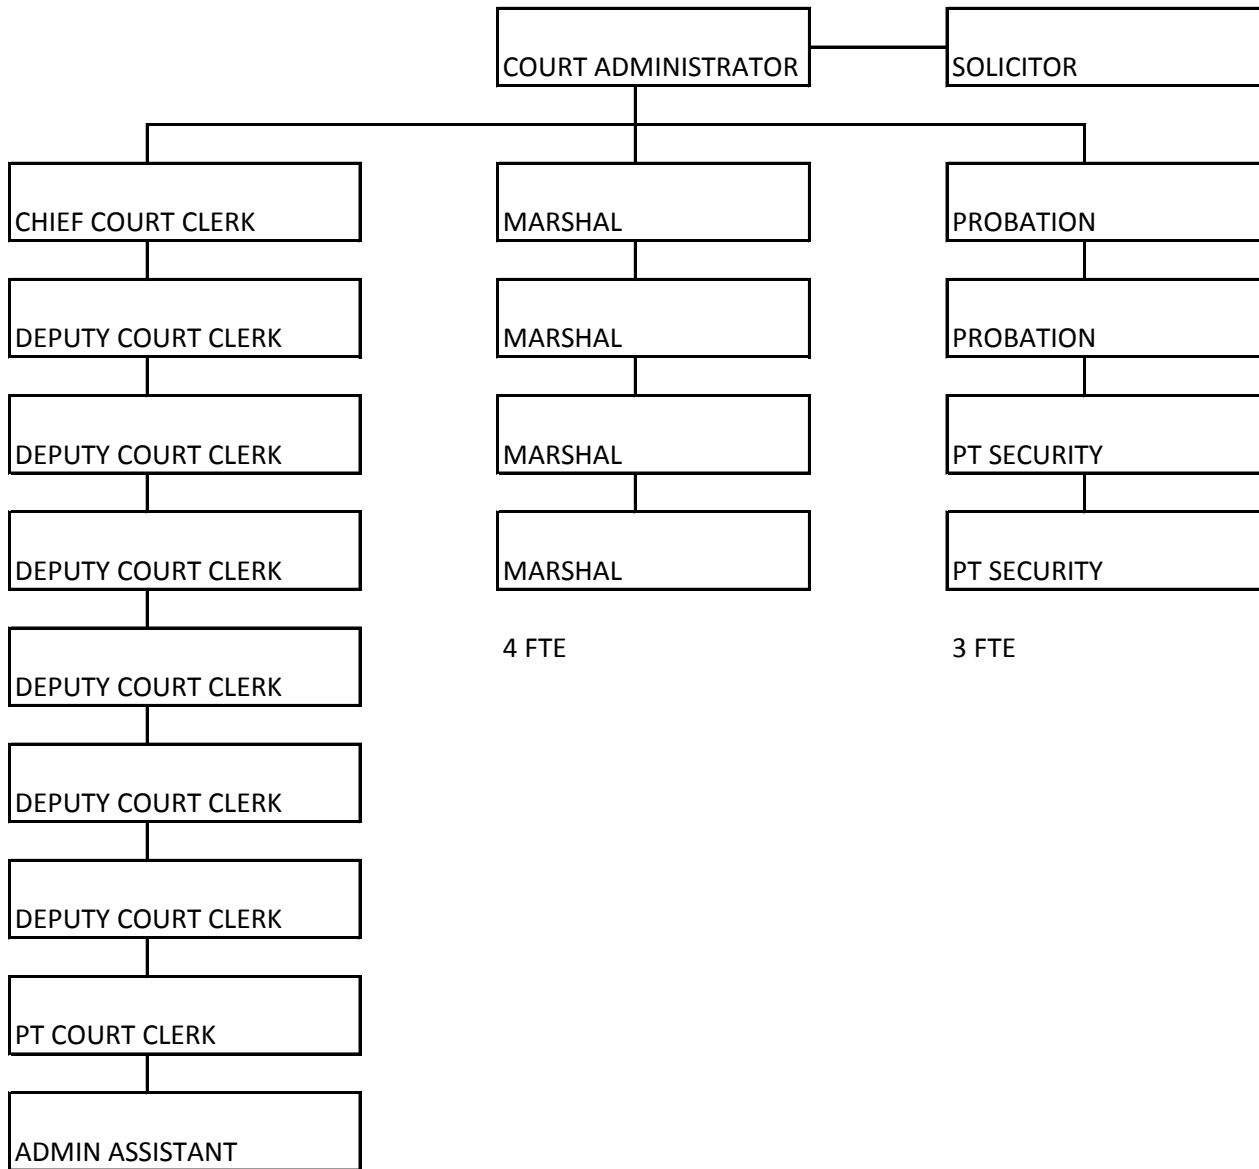 COURT ADMINISTRATOR
SOLICITOR
CHIEF COURT CLERK
MARSHAL
PROBATION
DEPUTY COURT CLERK
MARSHAL
PROBATION
DEPUTY COURT CLERK
MARSHAL
PT SECURITY
DEPUTY COURT CLERK
MARSHAL
PT SECURITY
4 FTE
3 FTE
DEPUTY COURT CLERK
DEPUTY COURT CLERK
DEPUTY COURT CLERK
PT COURT CLERK
ADMIN ASSISTANT